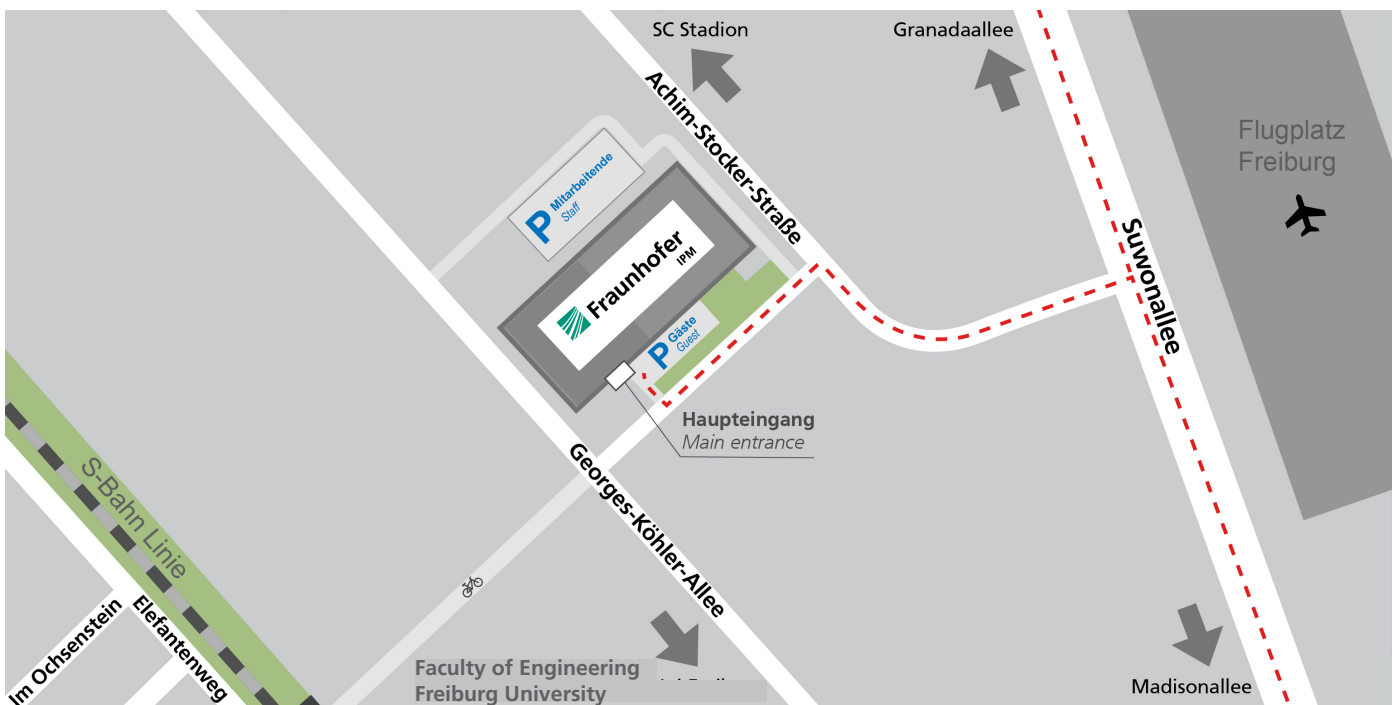 SC Stadion
Granadaallee
Achim-Stocker-Straße
Flugplatz
Freiburg
P Mitarbeitende
Staff
Suwonallee
Fraunhofer
IPM
P Gäste
Guest
Haupteingang
Main entrance
Georges-Köhler-Allee
S-Bahn Linie
Im Ochsenstein
Elefantenweg
Faculty of Engineering
Freiburg University
Madisonallee